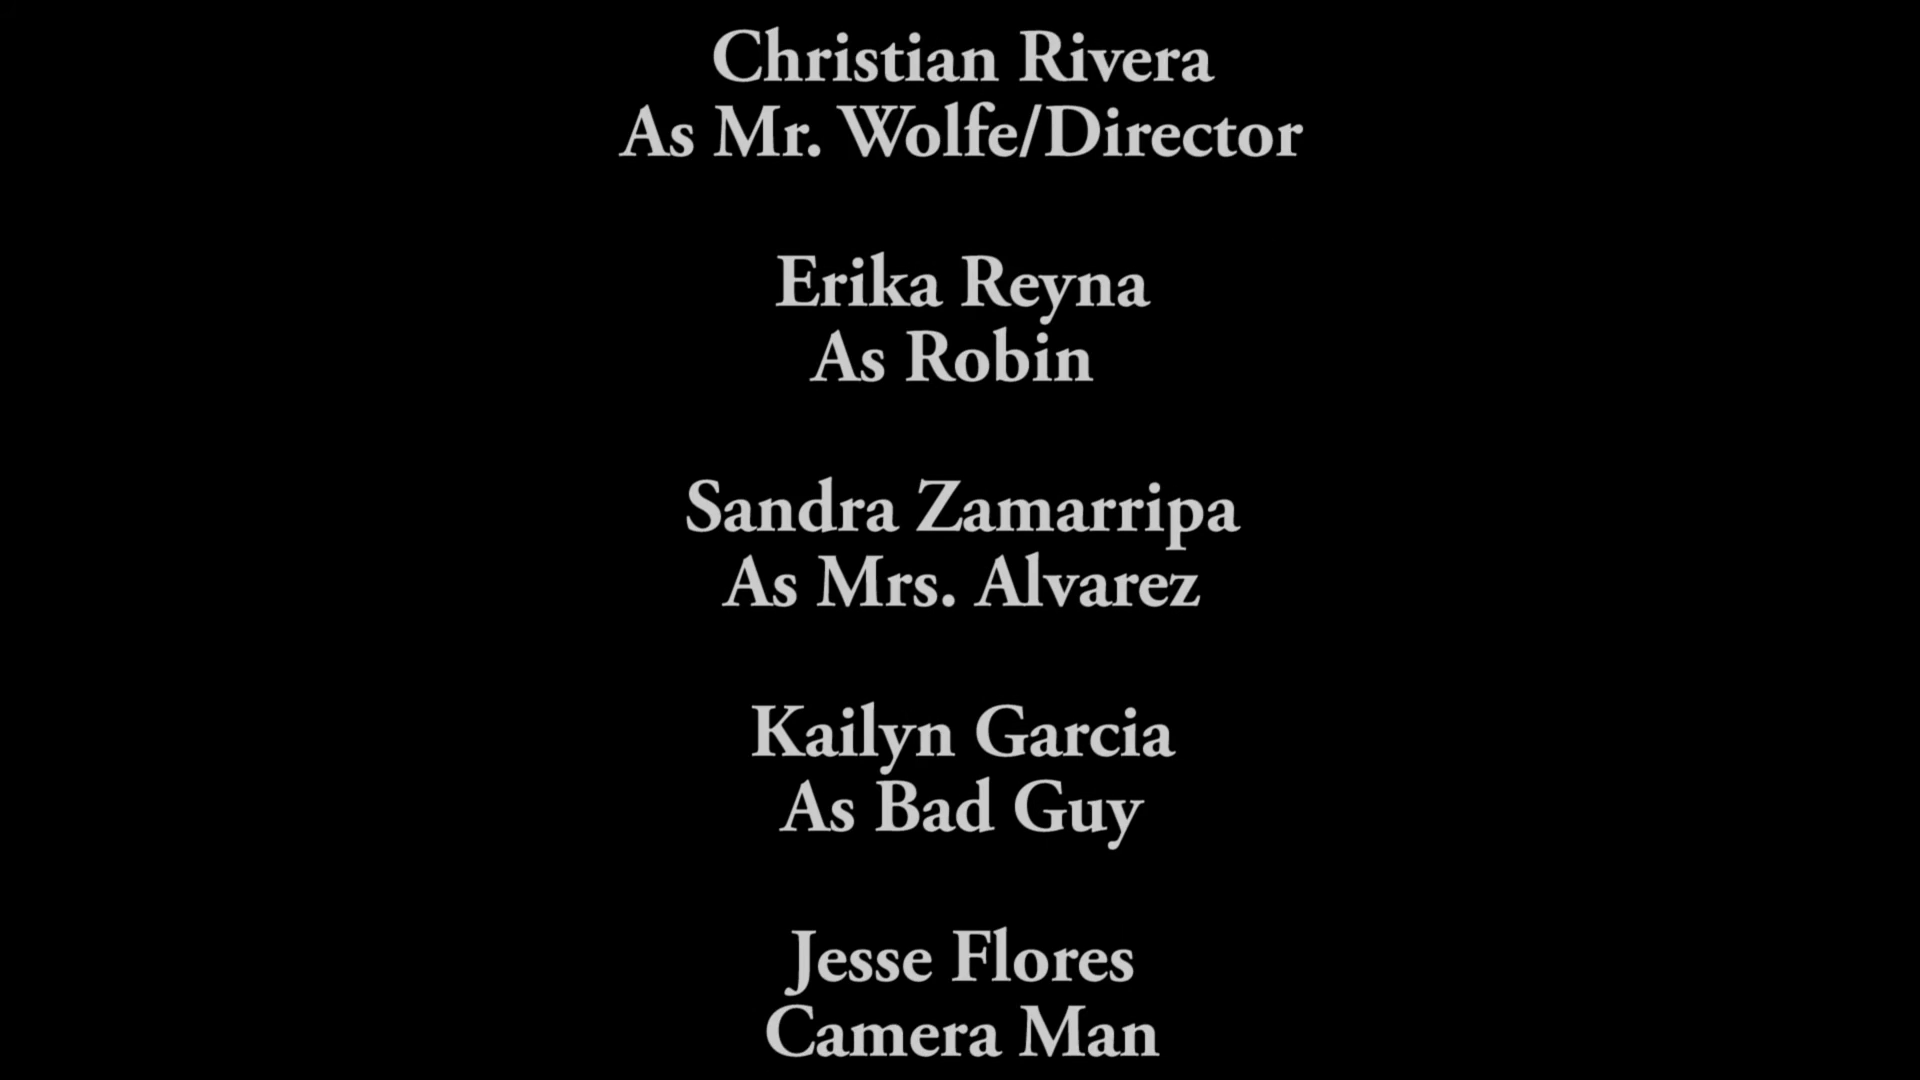 Christian Rivera
As Mr. Wolfe/Director
Erika Reyna
As Robin
Sandra Zamarripa
As Mrs. Alvarez
Kailyn Garcia
As Bad Guy
Jesse Flores
Camera Man